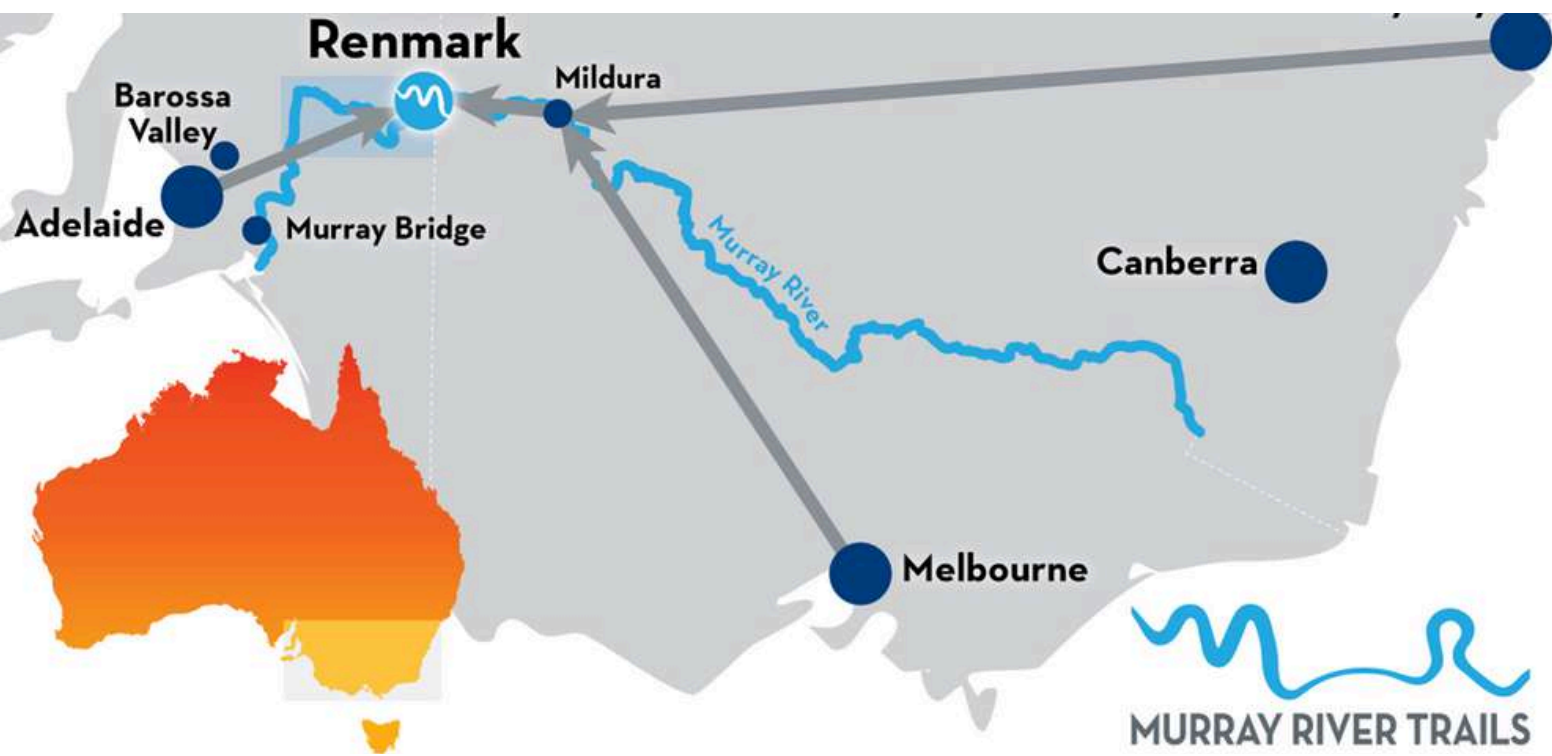 Renmark
Mildura
Barossa
Valley
Adelaide
Murray Bridge
Murray River
Canberra
Melbourne
MURRAY RIVER TRAILS